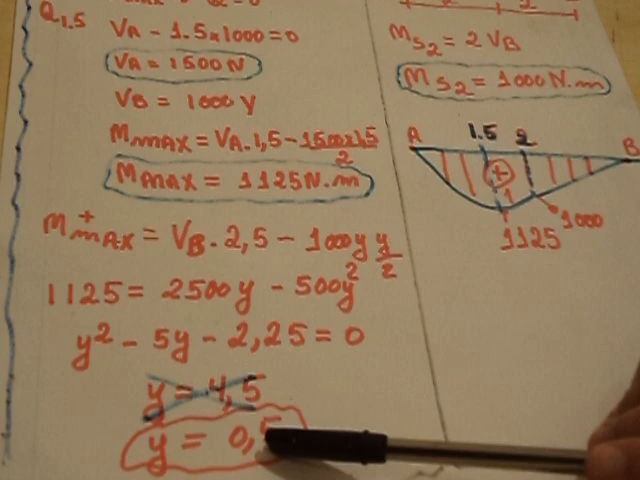 Q1.5 VA - 1.5x1000 = 0
VA = 1500 N
VB = 1000 y
MMAX = VA. 1,5 - 1500x1,5/2
MMAX = 1125 N.m
M+MAX = VB. 2,5 - 1000y y/2
1125 = 2500y - 500y²
y² - 5y - 2,25 = 0
y = 4,5
y = 0,5
MS2 = 2 VB
MS2 = 1000 N.m
A 1.5 2 B
+
1000
1125